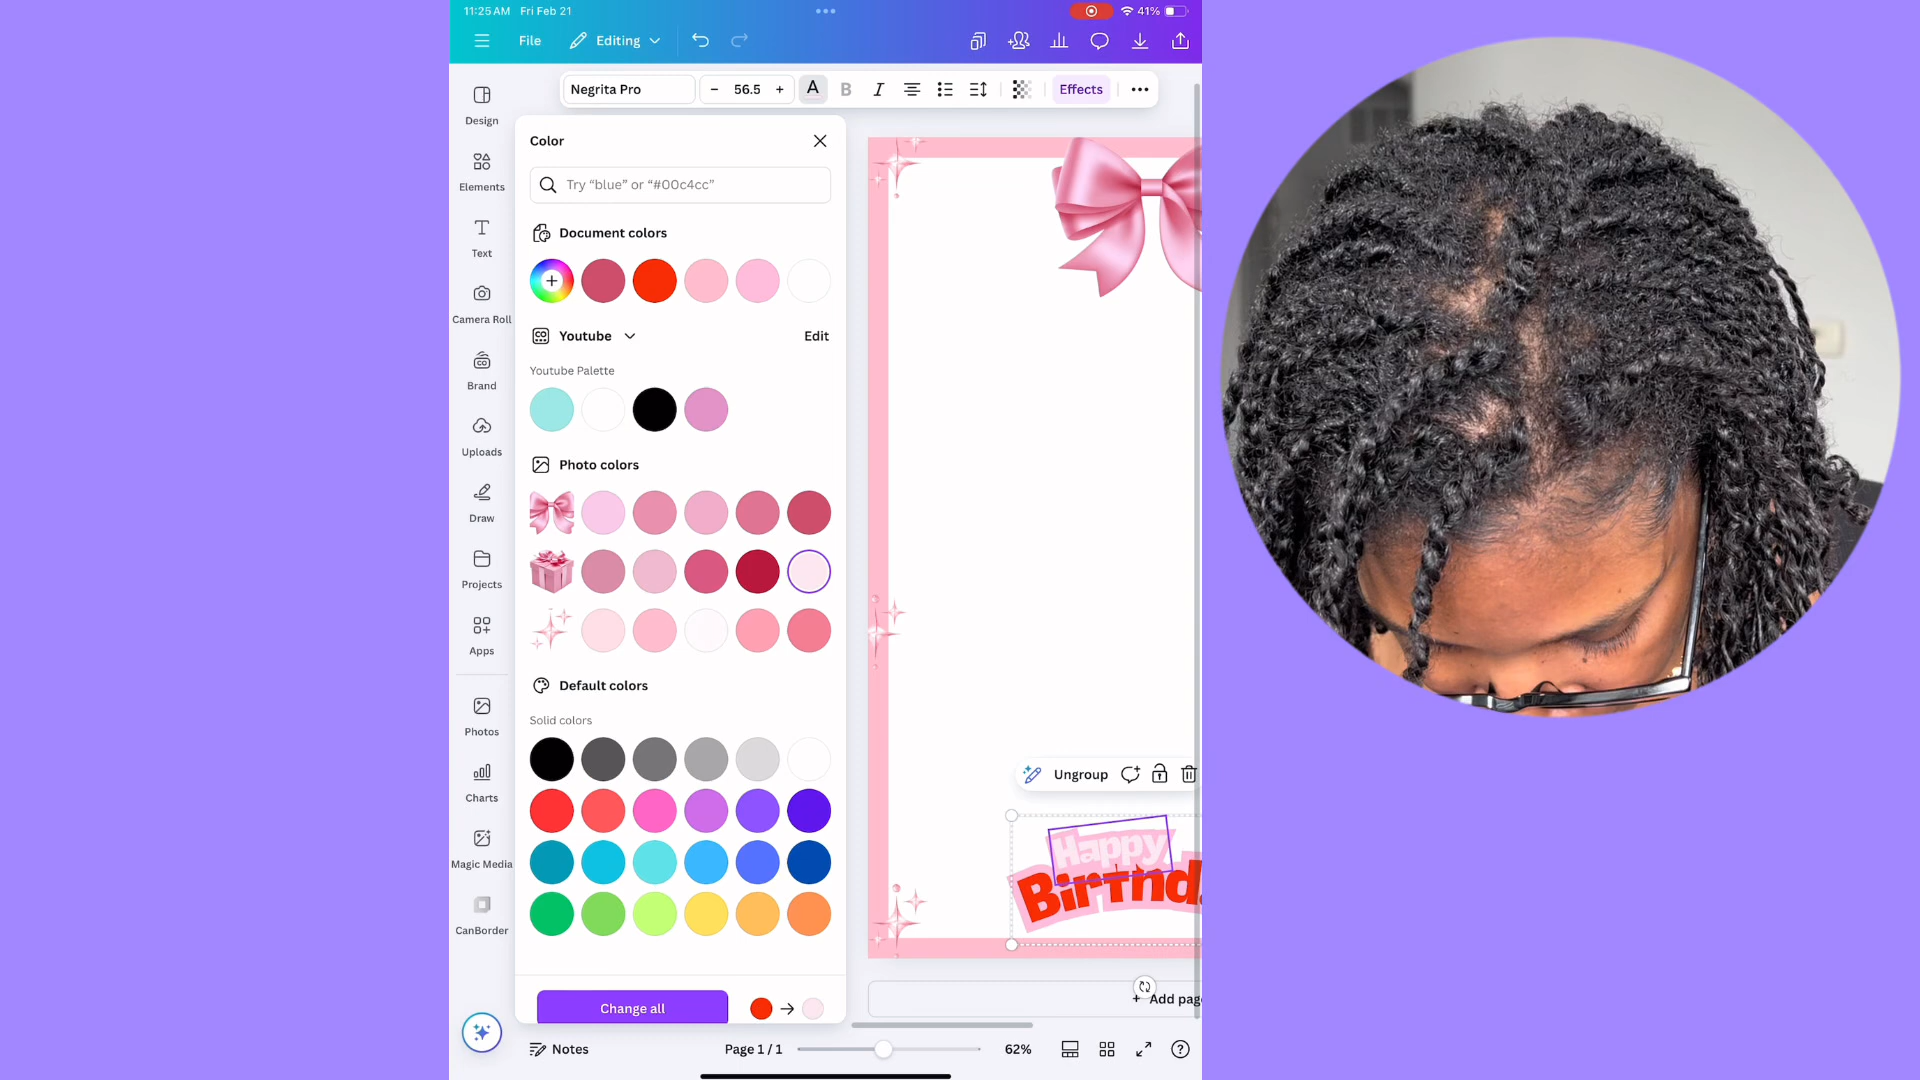 11:25 AM Fri Feb 21
41%
File
Editing
Negrita Pro
56.5
A
B
I
Effects
Design
Elements
Text
Camera Roll
Brand
Uploads
Draw
Projects
Apps
Photos
Charts
Magic Media
CanBorder
Color
Try “blue” or “#00c4cc”
Document colors
Youtube
Edit
Youtube Palette
Photo colors
Default colors
Solid colors
Change all
Ungroup
Happy
Birthd
+ Add pag
Notes
Page 1 / 1
62%